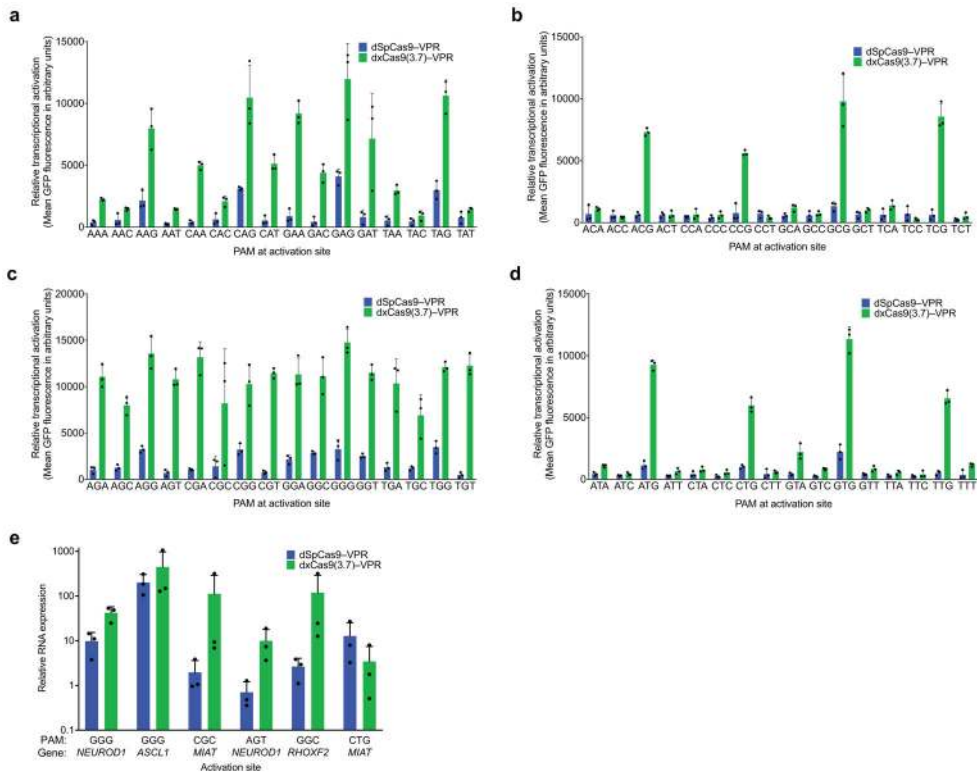 a
15000
10000
5000
0
Relative transcriptional activation
(Mean GFP fluorescence in arbitrary units)
dSpCas9–VPR
dxCas9(3.7)–VPR
AAA AAC AAG AAT CAA CAC CAG CAT GAA GAC GAG GAT TAA TAC TAG TAT
PAM at activation site
b
15000
10000
5000
0
Relative transcriptional activation
(Mean GFP fluorescence in arbitrary units)
dSpCas9–VPR
dxCas9(3.7)–VPR
ACA ACC ACG ACT CCA CCC CCG CCT GCA GCC GCG GCT TCA TCC TCG TCT
PAM at activation site
c
20000
15000
10000
5000
0
Relative transcriptional activation
(Mean GFP fluorescence in arbitrary units)
dSpCas9–VPR
dxCas9(3.7)–VPR
AGA AGC AGG AGT CGA CGC CGG CGT GGA GGC GGG GGT TGA TGC TGG TGT
PAM at activation site
d
15000
10000
5000
0
Relative transcriptional activation
(Mean GFP fluorescence in arbitrary units)
dSpCas9–VPR
dxCas9(3.7)–VPR
ATA ATC ATG ATT CTA CTC CTG CTT GTA GTC GTG GTT TTA TTC TTG TTT
PAM at activation site
e
1000
100
10
1
0.1
Relative RNA expression
dSpCas9–VPR
dxCas9(3.7)–VPR
PAM: GGG GGG CGC AGT GGC CTG
Gene: NEUROD1 ASCL1 MIAT NEUROD1 RHOXF2 MIAT
Activation site